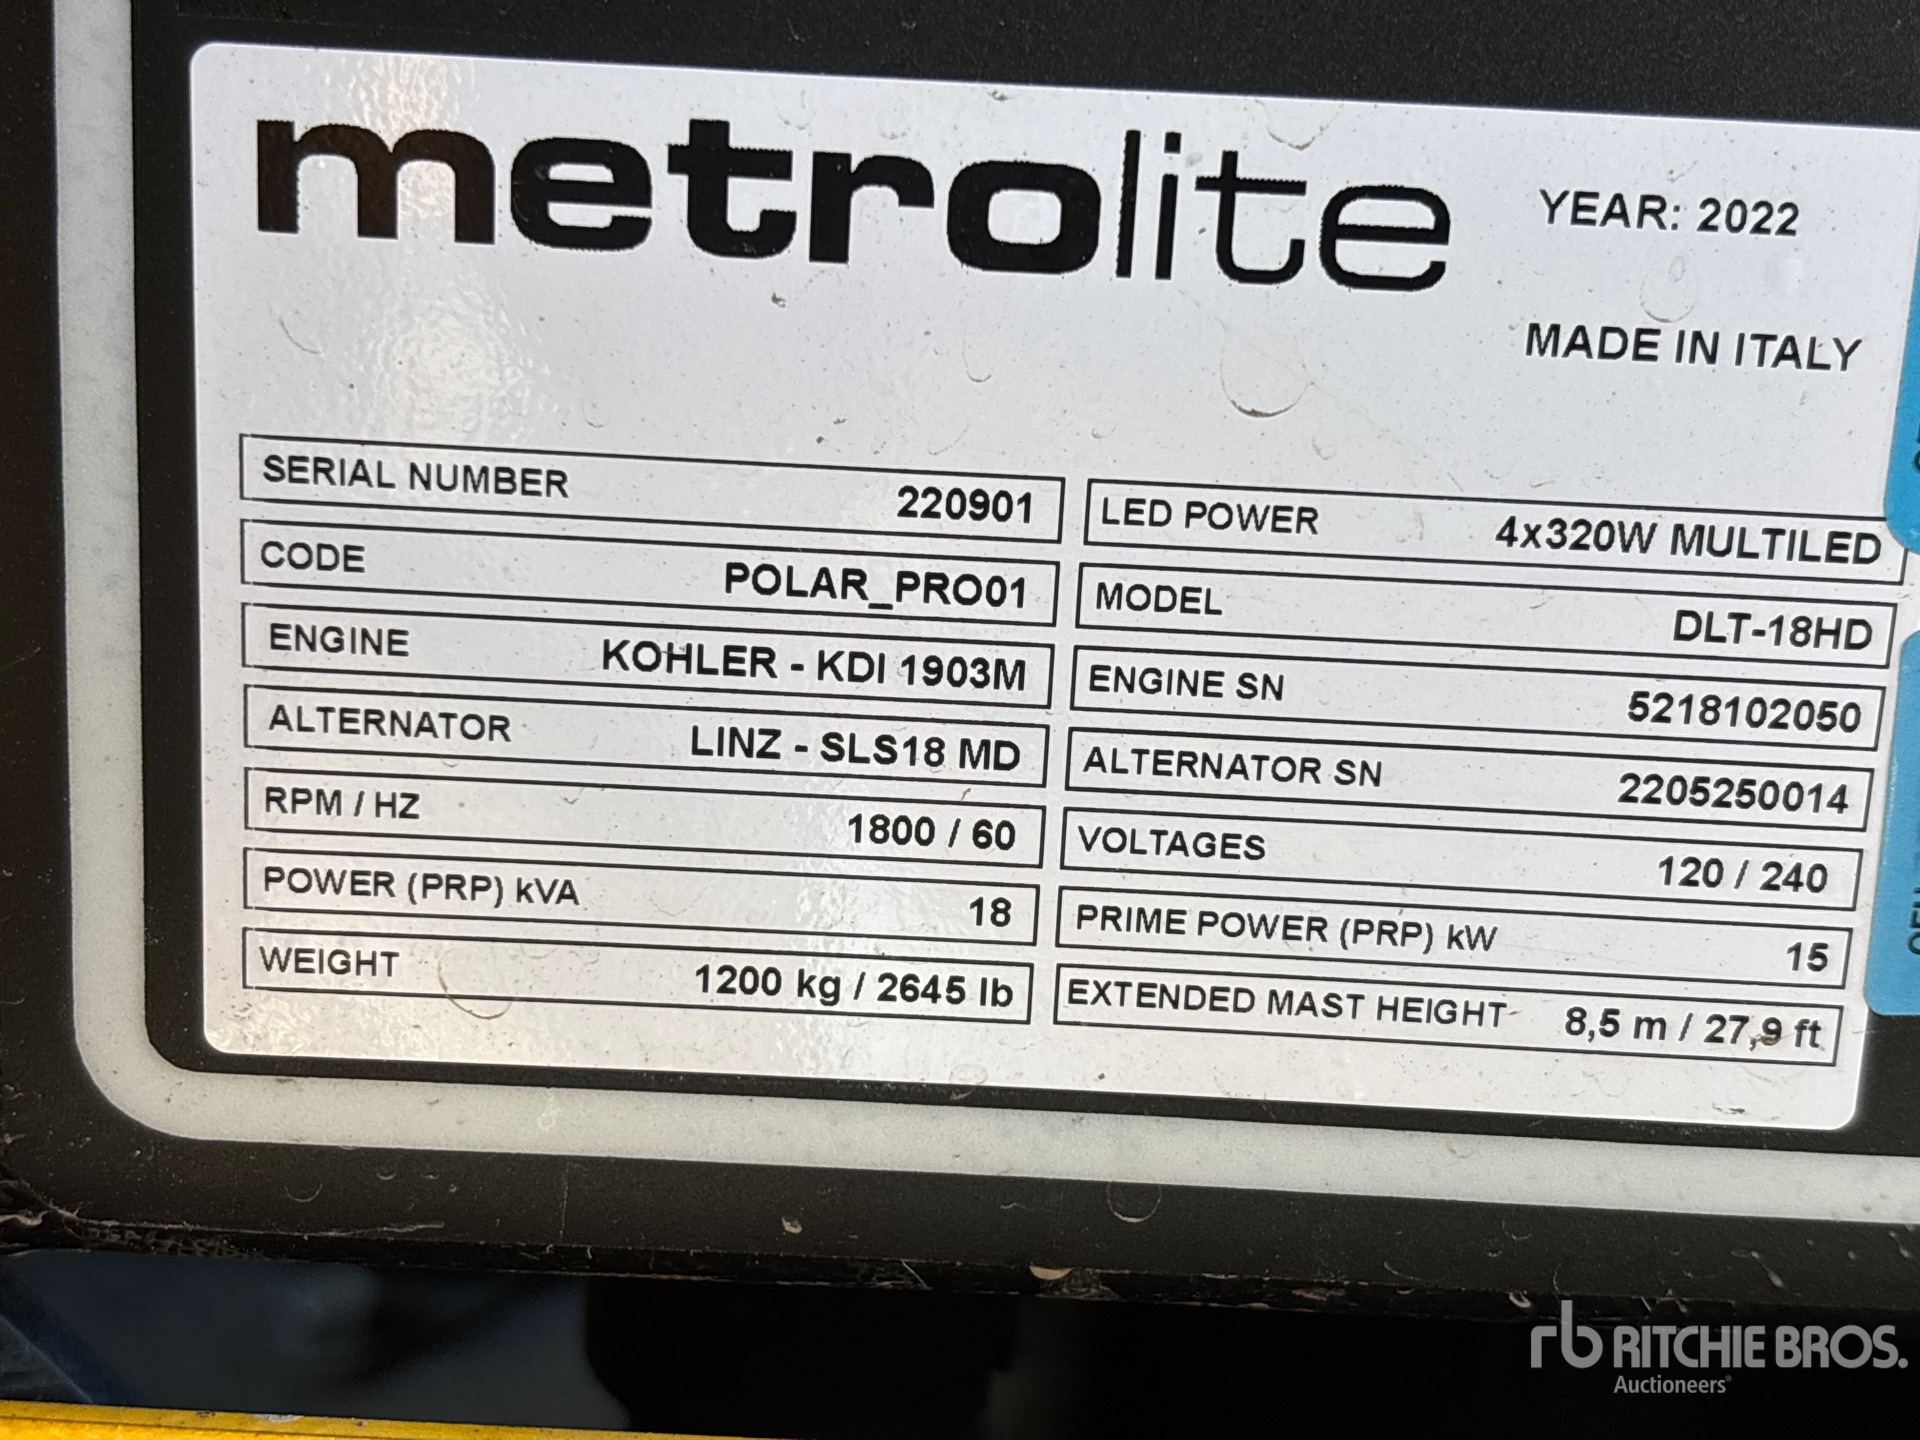 metrolite
YEAR: 2022
MADE IN ITALY
SERIAL NUMBER 220901
LED POWER 4x320W MULTILED
CODE POLAR_PRO01
MODEL DLT-18HD
ENGINE KOHLER - KDI 1903M
ENGINE SN 5218102050
ALTERNATOR LINZ - SLS18 MD
ALTERNATOR SN 2205250014
RPM / HZ 1800 / 60
VOLTAGES 120 / 240
POWER (PRP) kVA 18
PRIME POWER (PRP) kW 15
WEIGHT 1200 kg / 2645 lb
EXTENDED MAST HEIGHT 8,5 m / 27,9 ft
rb RITCHIE BROS.
Auctioneers